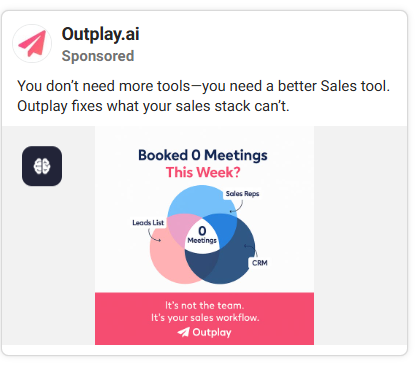 Outplay.ai
Sponsored
You don’t need more tools—you need a better Sales tool.
Outplay fixes what your sales stack can’t.
Booked 0 Meetings
This Week?
Sales Reps
Leads List
0
Meetings
CRM
It's not the team.
It's your sales workflow.
Outplay